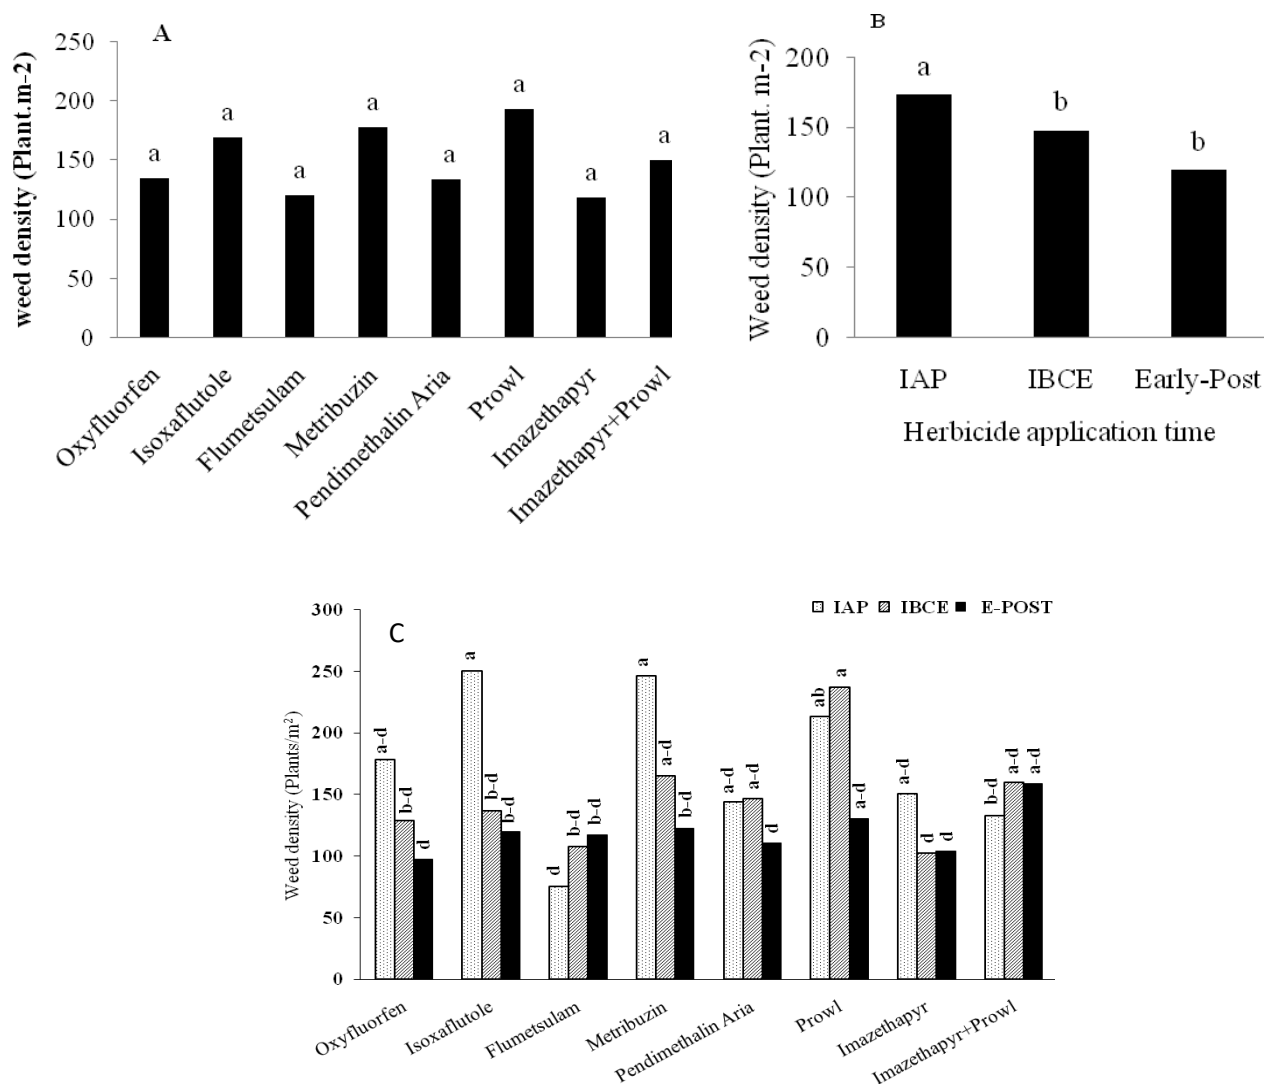 A
weed density (Plant.m-2)
250
200
150
100
50
0
a
a
a
a
a
a
a
a
Oxyfluorfen
Isoxaflutole
Flumetsulam
Metribuzin
Pendimethalin Aria
Prowl
Imazethapyr
Imazethapyr+Prowl
B
Weed density (Plant. m-2)
200
150
100
50
0
a
b
b
IAP IBCE Early-Post
Herbicide application time
C
IAP IBCE E-POST
Weed density (Plants/m²)
300
250
200
150
100
50
0
a-d
b-d
d
a
b-d
b-d
d
b-d
b-d
a
a-d
b-d
a-d
a-d
d
ab
a
a-d
a-d
d
d
b-d
a-d
a-d
Oxyfluorfen
Isoxaflutole
Flumetsulam
Metribuzin
Pendimethalin Aria
Prowl
Imazethapyr
Imazethapyr+Prowl